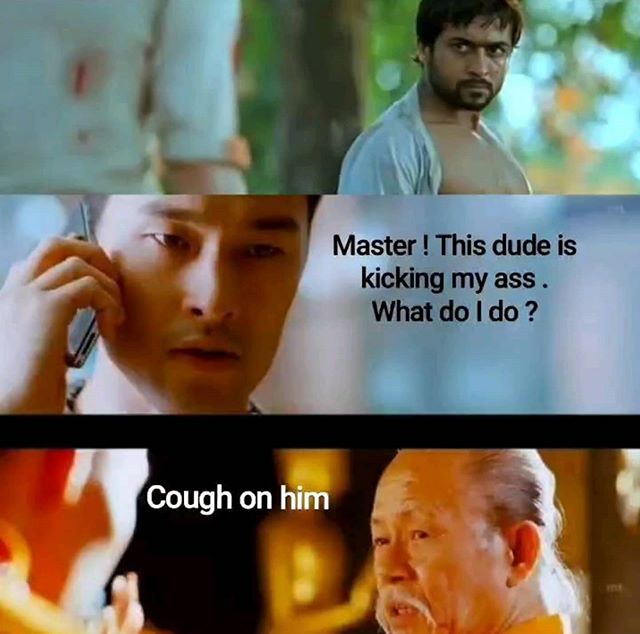 Master ! This dude is
kicking my ass .
What do I do ?
Cough on him